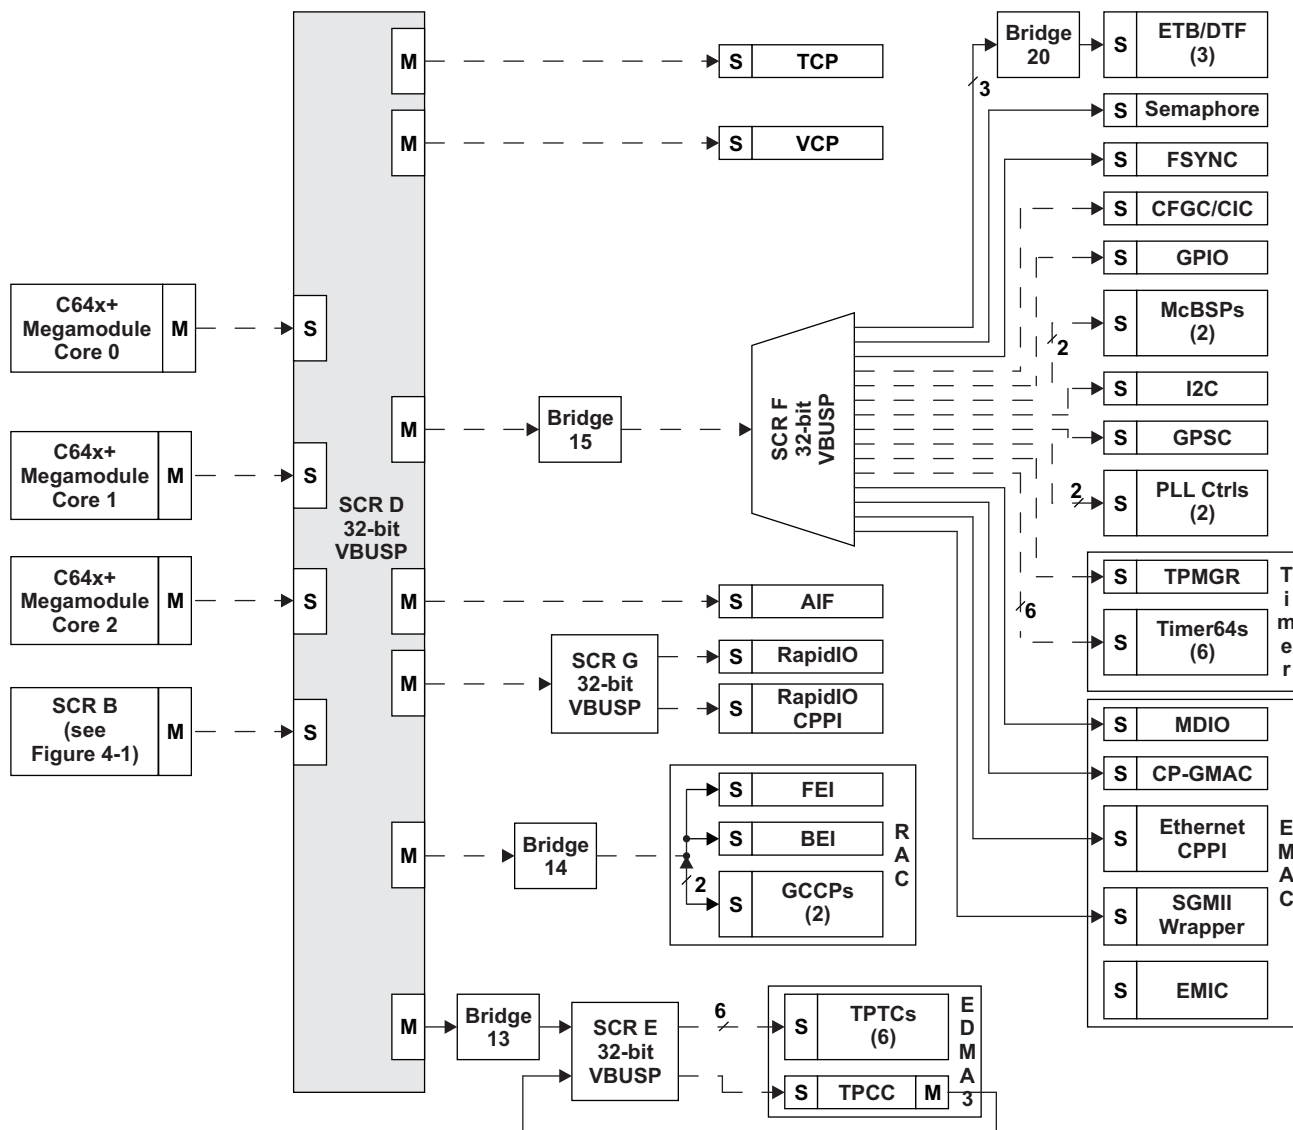 C64x+
Megamodule
Core 0
M
C64x+
Megamodule
Core 1
M
C64x+
Megamodule
Core 2
M
SCR B
(see
Figure 4-1)
M
S
S
S
S
SCR D
32-bit
VBUSP
M
M
M
M
M
M
M
S
TCP
S
VCP
Bridge
15
SCR F
32-bit
VBUSP
S
AIF
SCR G
32-bit
VBUSP
S
RapidIO
S
RapidIO
CPPI
Bridge
14
2
S
FEI
S
BEI
S
GCCPs
(2)
RAC
Bridge
13
SCR E
32-bit
VBUSP
6
S
TPTCs
(6)
S
TPCC
M
EDMA3
3
Bridge
20
S
ETB/DTF
(3)
S
Semaphore
S
FSYNC
S
CFGC/CIC
S
GPIO
2
S
McBSPs
(2)
S
I2C
S
GPSC
2
S
PLL Ctrls
(2)
S
TPMGR
6
S
Timer64s
(6)
Timer
S
MDIO
S
CP-GMAC
S
Ethernet
CPPI
S
SGMII
Wrapper
S
EMIC
EMAC